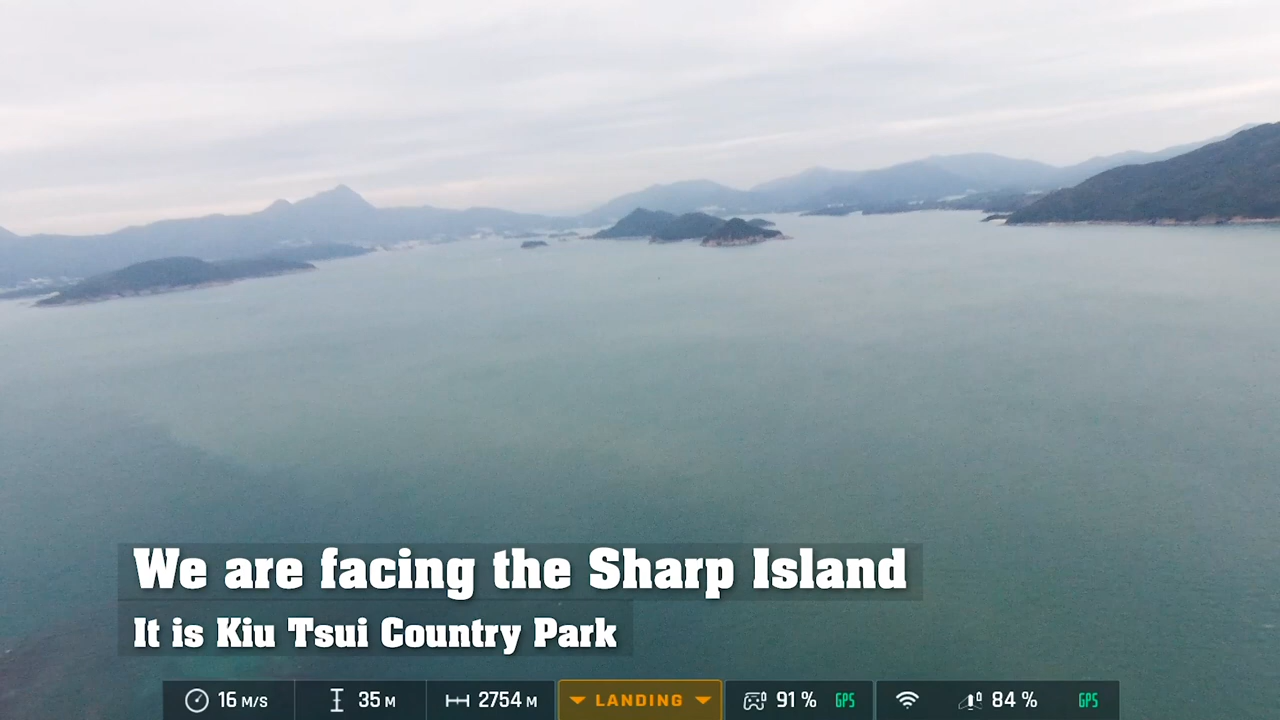 We are facing the Sharp Island
It is Kiu Tsui Country Park
16 M/S 35 M 2754 M LANDING 91 % GPS 84 % GPS